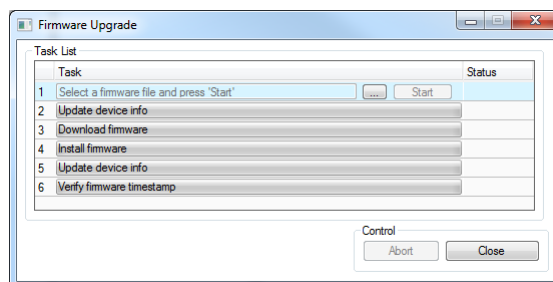 Firmware Upgrade
Task List
Task Status
1 Select a firmware file and press 'Start' ... Start
2 Update device info
3 Download firmware
4 Install firmware
5 Update device info
6 Verify firmware timestamp
Control
Abort Close